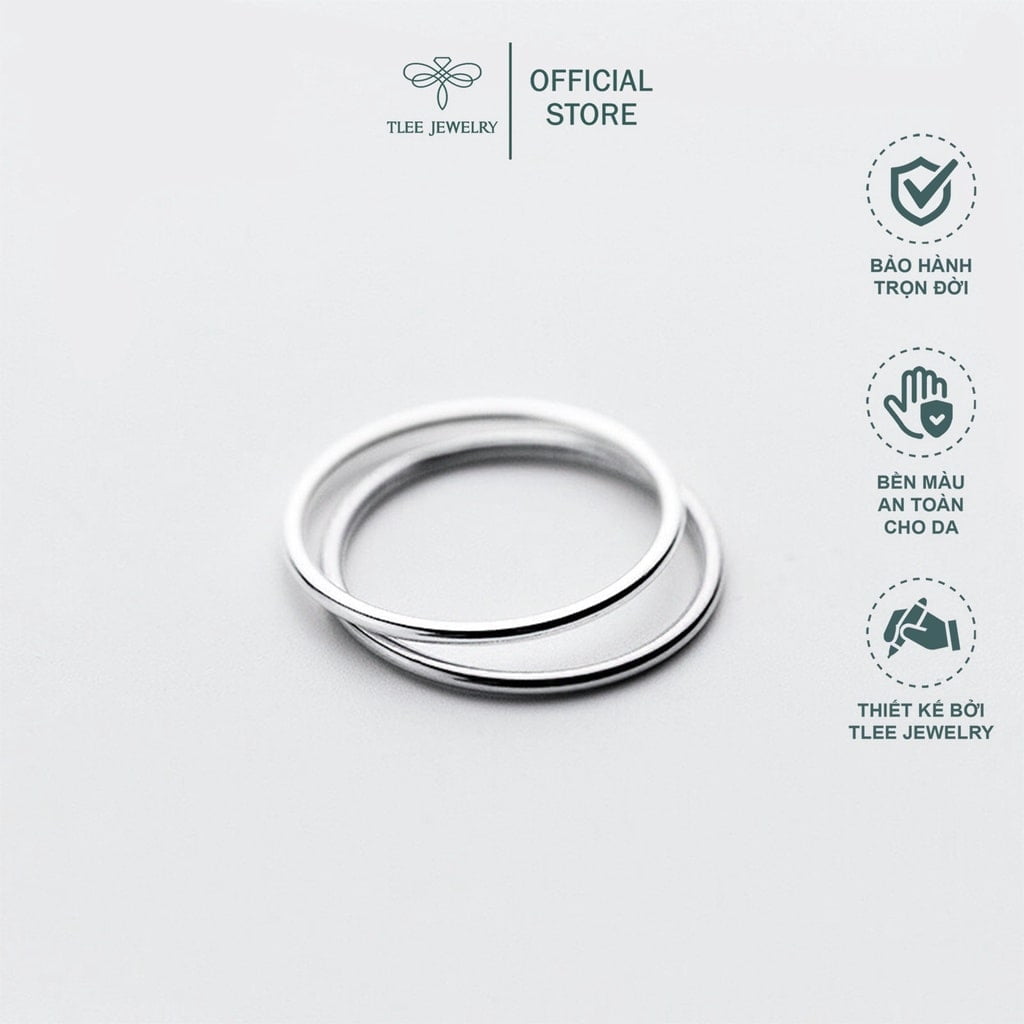 TLEE JEWELRY
OFFICIAL
STORE
BẢO HÀNH
TRỌN ĐỜI
BỀN MÀU
AN TOÀN
CHO DA
THIẾT KẾ BỞI
TLEE JEWELRY